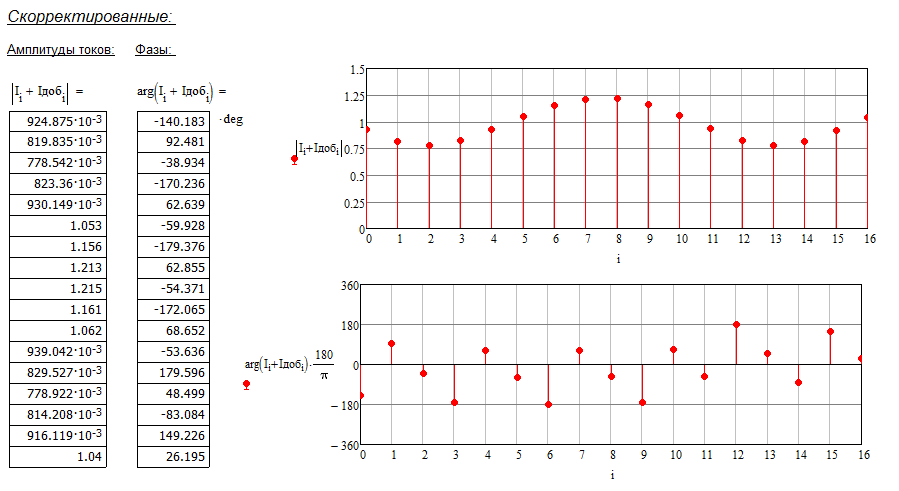 Скорректированные:
Амплитуды токов: Фазы:
|I_i + Iдоб_i| = arg(I_i + Iдоб_i) =
924.875·10^-3 -140.183 ·deg
819.835·10^-3 92.481
778.542·10^-3 -38.934
823.36·10^-3 -170.236
930.149·10^-3 62.639
1.053 -59.928
1.156 -179.376
1.213 62.855
1.215 -54.371
1.161 -172.065
1.062 68.652
939.042·10^-3 -53.636
829.527·10^-3 179.596
778.922·10^-3 48.499
814.208·10^-3 -83.084
916.119·10^-3 149.226
1.04 26.195
1.5
1.25
1
|I_i+Iдоб_i| 0.75
0.5
0.25
0
0 1 2 3 4 5 6 7 8 9 10 11 12 13 14 15 16
i
360
180
arg(I_i+Iдоб_i)·180/π 0
−180
−360
0 1 2 3 4 5 6 7 8 9 10 11 12 13 14 15 16
i